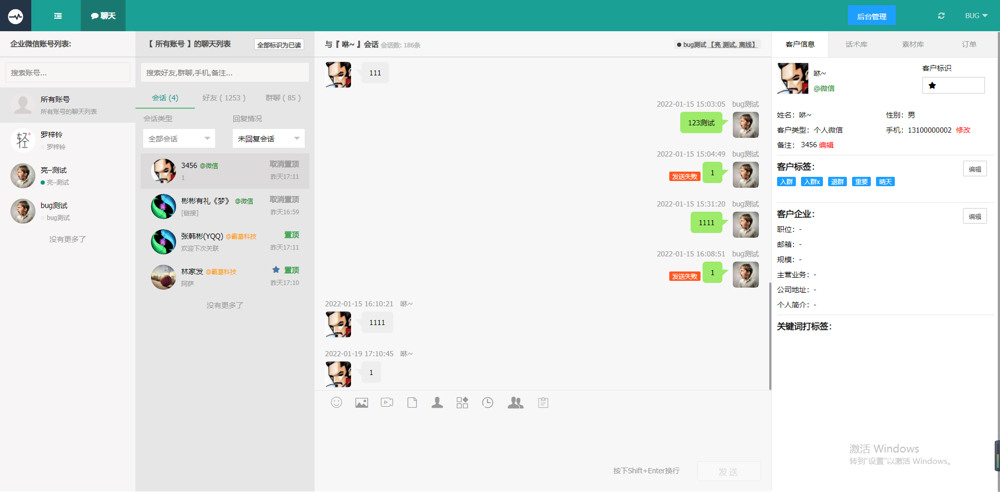 聊天
后台管理
BUG
企业微信账号列表:
搜索账号...
所有账号
所有账号的聊天列表
轻
罗梓铃
罗梓铃
亮–测试
亮–测试
bug测试
bug测试
没有更多了
【 所有账号 】的聊天列表
全部标识为已读
搜索好友,群聊,手机,备注...
会话 (4)
好友 ( 1253 )
群聊 ( 85 )
会话类型
回复情况
全部会话
未回复会话
3456 @微信
取消置顶
1
昨天17:11
彬彬有礼《梦》 @微信
取消置顶
[链接]
昨天16:59
张韩彬(YQQ) @霸蔓科技
置顶
欢迎下次关联
昨天17:11
林家发 @霸蔓科技
置顶
阿萨
昨天17:10
没有更多了
与『 咻~ 』会话 会话数: 186条
bug测试 【亮 测试, 离线】
111
2022-01-15 15:03:05 bug测试
123测试
2022-01-15 15:04:49 bug测试
发送失败
1
2022-01-15 15:31:20 bug测试
1111
2022-01-15 16:08:51 bug测试
发送失败
1
2022-01-15 16:10:21 咻~
1111
2022-01-19 17:10:45 咻~
1
按下Shift+Enter换行
发 送
客户信息
话术库
素材库
订单
咻~
@微信
客户标识
姓名：咻~
性别：男
客户类型：个人微信
手机：13100000002 修改
备注： 3456 编辑
客户标签：
编辑
入群
入群x
退群
重要
晴天
客户企业：
编辑
职位：-
邮箱：-
规模：-
主营业务：-
公司地址：-
个人简介：-
关键词打标签：
激活 Windows
转到"设置"以激活 Windows。